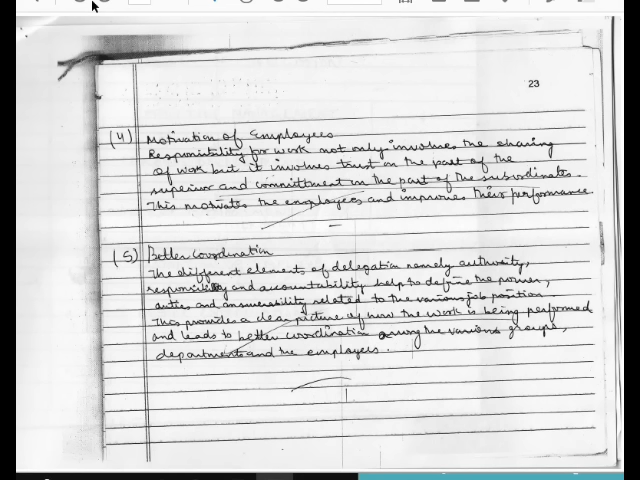 23
(4) Motivation of Employees
Responsibility for work not only involves the sharing
of work but it involves trust on the part of the
superior and committment on the part of the subordinates.
This motivates the employees and improves their performance.
(5) Better Coordination
The different elements of delegation namely authority,
responsibility and accountability help to define the power,
duties and answerability related to the various job position
This provides a clear picture of how the work is being performed
and leads to better coordination among the various groups,
departments and the employees.